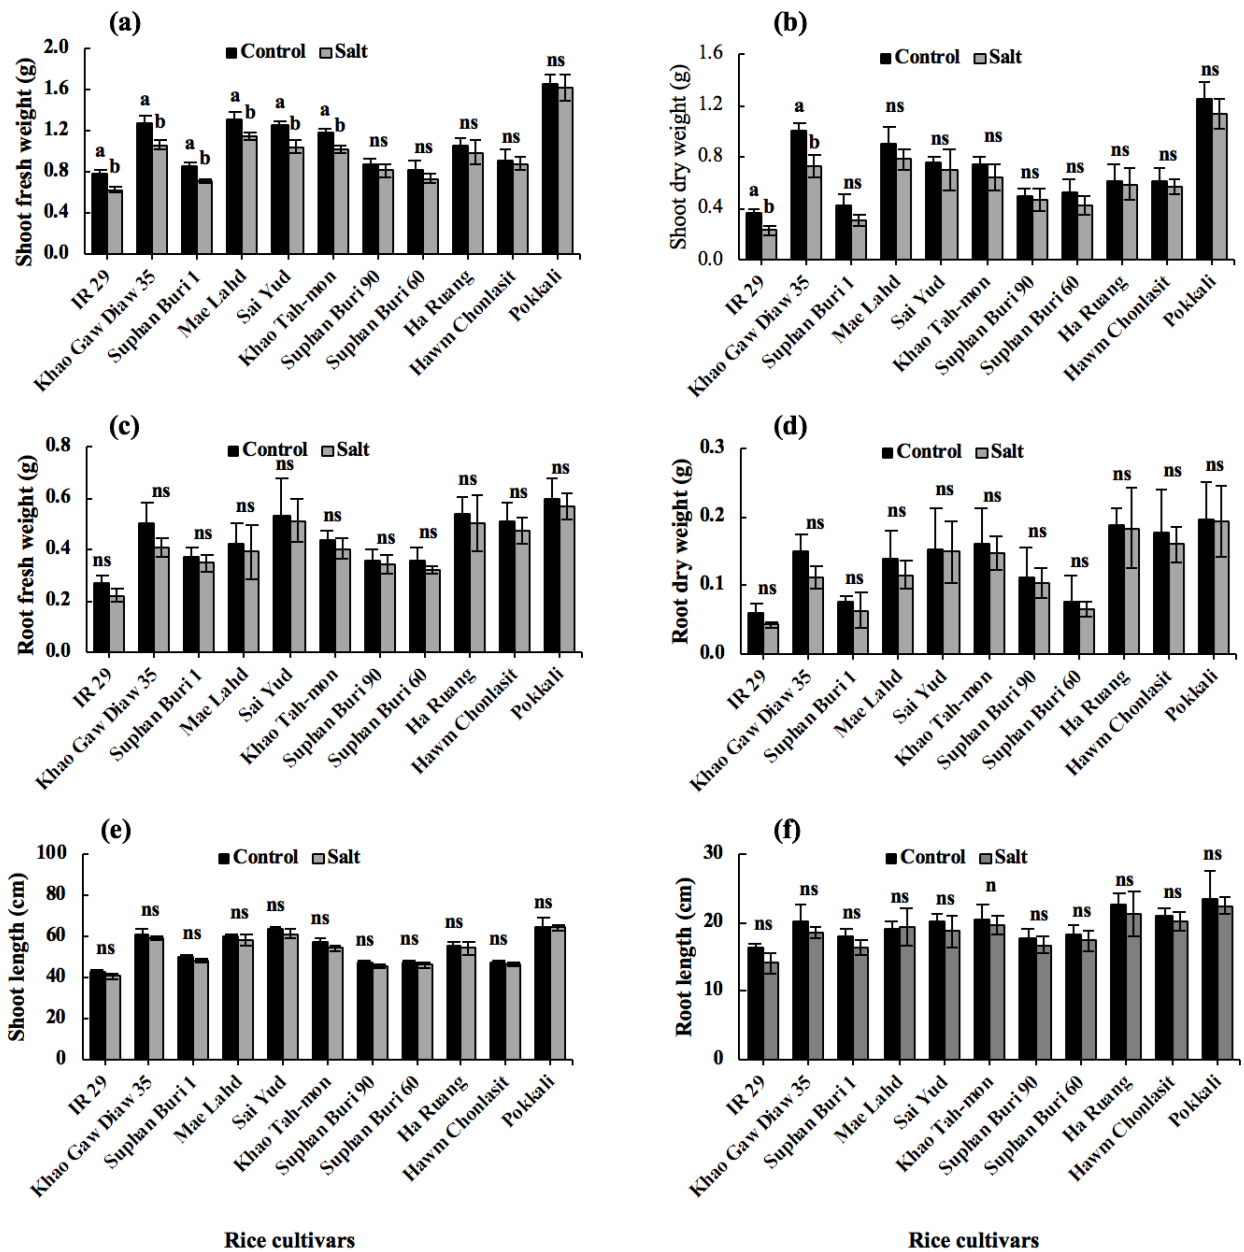 (a)
Control Salt
Shoot fresh weight (g)
2.0
1.6
1.2
0.8
0.4
0.0
a b a b a b a b a b a b ns ns ns ns ns
IR 29
Khao Gaw Diaw 35
Suphan Buri 1
Mae Lahd
Sai Yud
Khao Tah-mon
Suphan Buri 90
Suphan Buri 60
Ha Ruang
Hawm Chonlasit
Pokkali
(b)
Control Salt
Shoot dry weight (g)
1.6
1.2
0.8
0.4
0.0
a b a b ns ns ns ns ns ns ns ns ns
IR 29
Khao Gaw Diaw 35
Suphan Buri 1
Mae Lahd
Sai Yud
Khao Tah-mon
Suphan Buri 90
Suphan Buri 60
Ha Ruang
Hawm Chonlasit
Pokkali
(c)
Control Salt
Root fresh weight (g)
0.8
0.6
0.4
0.2
0.0
ns ns ns ns ns ns ns ns ns ns ns
IR 29
Khao Gaw Diaw 35
Suphan Buri 1
Mae Lahd
Sai Yud
Khao Tah-mon
Suphan Buri 90
Suphan Buri 60
Ha Ruang
Hawm Chonlasit
Pokkali
(d)
Control Salt
Root dry weight (g)
0.3
0.2
0.1
0.0
ns ns ns ns ns ns ns ns ns ns ns
IR 29
Khao Gaw Diaw 35
Suphan Buri 1
Mae Lahd
Sai Yud
Khao Tah-mon
Suphan Buri 90
Suphan Buri 60
Ha Ruang
Hawm Chonlasit
Pokkali
(e)
Control Salt
Shoot length (cm)
100
80
60
40
20
0
ns ns ns ns ns ns ns ns ns ns ns
IR 29
Khao Gaw Diaw 35
Suphan Buri 1
Mae Lahd
Sai Yud
Khao Tah-mon
Suphan Buri 90
Suphan Buri 60
Ha Ruang
Hawm Chonlasit
Pokkali
Rice cultivars
(f)
Control Salt
Root length (cm)
30
20
10
0
ns ns ns ns ns n ns ns ns ns ns
IR 29
Khao Gaw Diaw 35
Suphan Buri 1
Mae Lahd
Sai Yud
Khao Tah-mon
Suphan Buri 90
Suphan Buri 60
Ha Ruang
Hawm Chonlasit
Pokkali
Rice cultivars